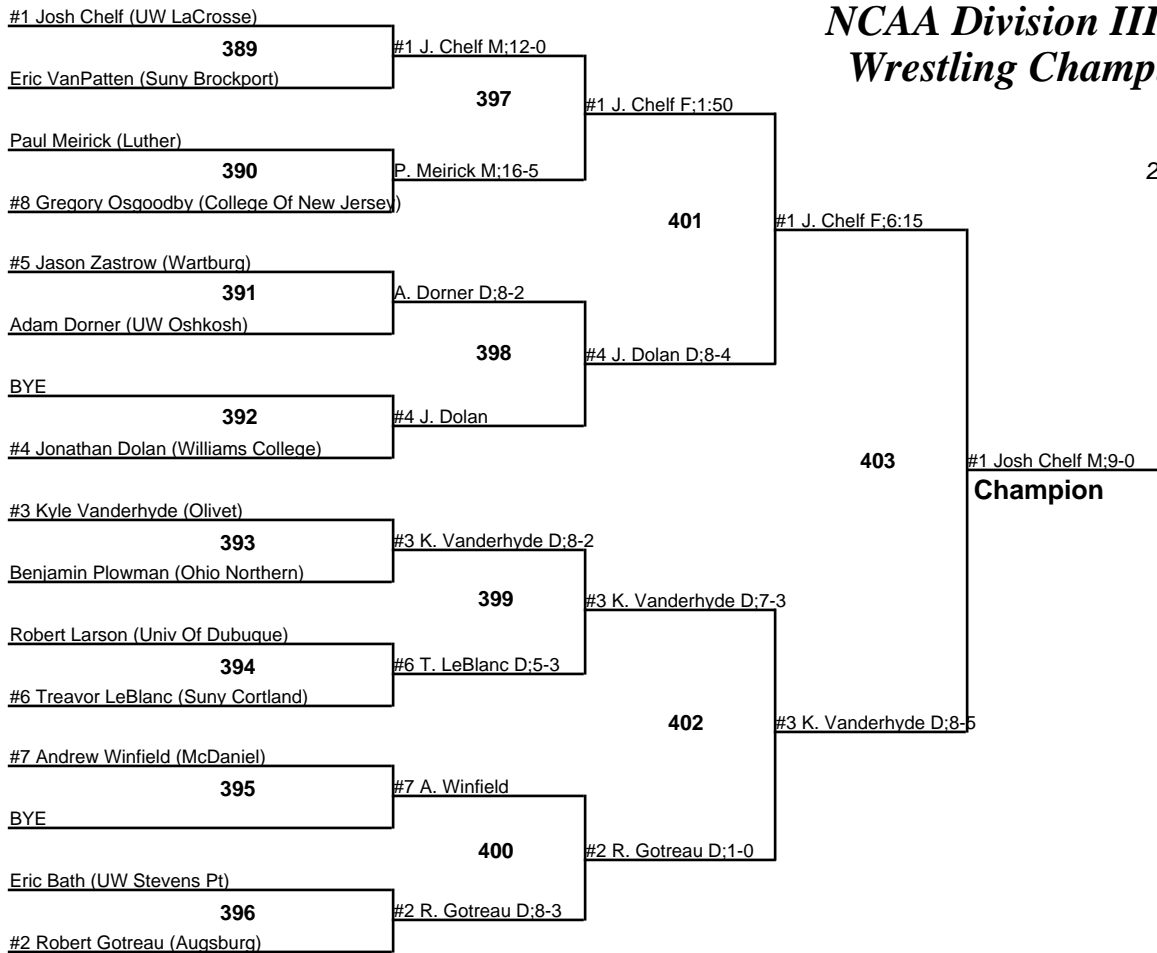 NCAA Division III
Wrestling Champ
2
#1 Josh Chelf (UW LaCrosse)
389
Eric VanPatten (Suny Brockport)
#1 J. Chelf M;12-0
397
Paul Meirick (Luther)
390
#8 Gregory Osgoodby (College Of New Jersey)
P. Meirick M;16-5
#1 J. Chelf F;1:50
401
#5 Jason Zastrow (Wartburg)
391
Adam Dorner (UW Oshkosh)
A. Dorner D;8-2
398
BYE
392
#4 Jonathan Dolan (Williams College)
#4 J. Dolan
#4 J. Dolan D;8-4
#1 J. Chelf F;6:15
403
#1 Josh Chelf M;9-0
Champion
#3 Kyle Vanderhyde (Olivet)
393
Benjamin Plowman (Ohio Northern)
#3 K. Vanderhyde D;8-2
399
Robert Larson (Univ Of Dubuque)
394
#6 Treavor LeBlanc (Suny Cortland)
#6 T. LeBlanc D;5-3
#3 K. Vanderhyde D;7-3
402
#3 K. Vanderhyde D;8-5
#7 Andrew Winfield (McDaniel)
395
BYE
#7 A. Winfield
400
Eric Bath (UW Stevens Pt)
396
#2 Robert Gotreau (Augsburg)
#2 R. Gotreau D;8-3
#2 R. Gotreau D;1-0